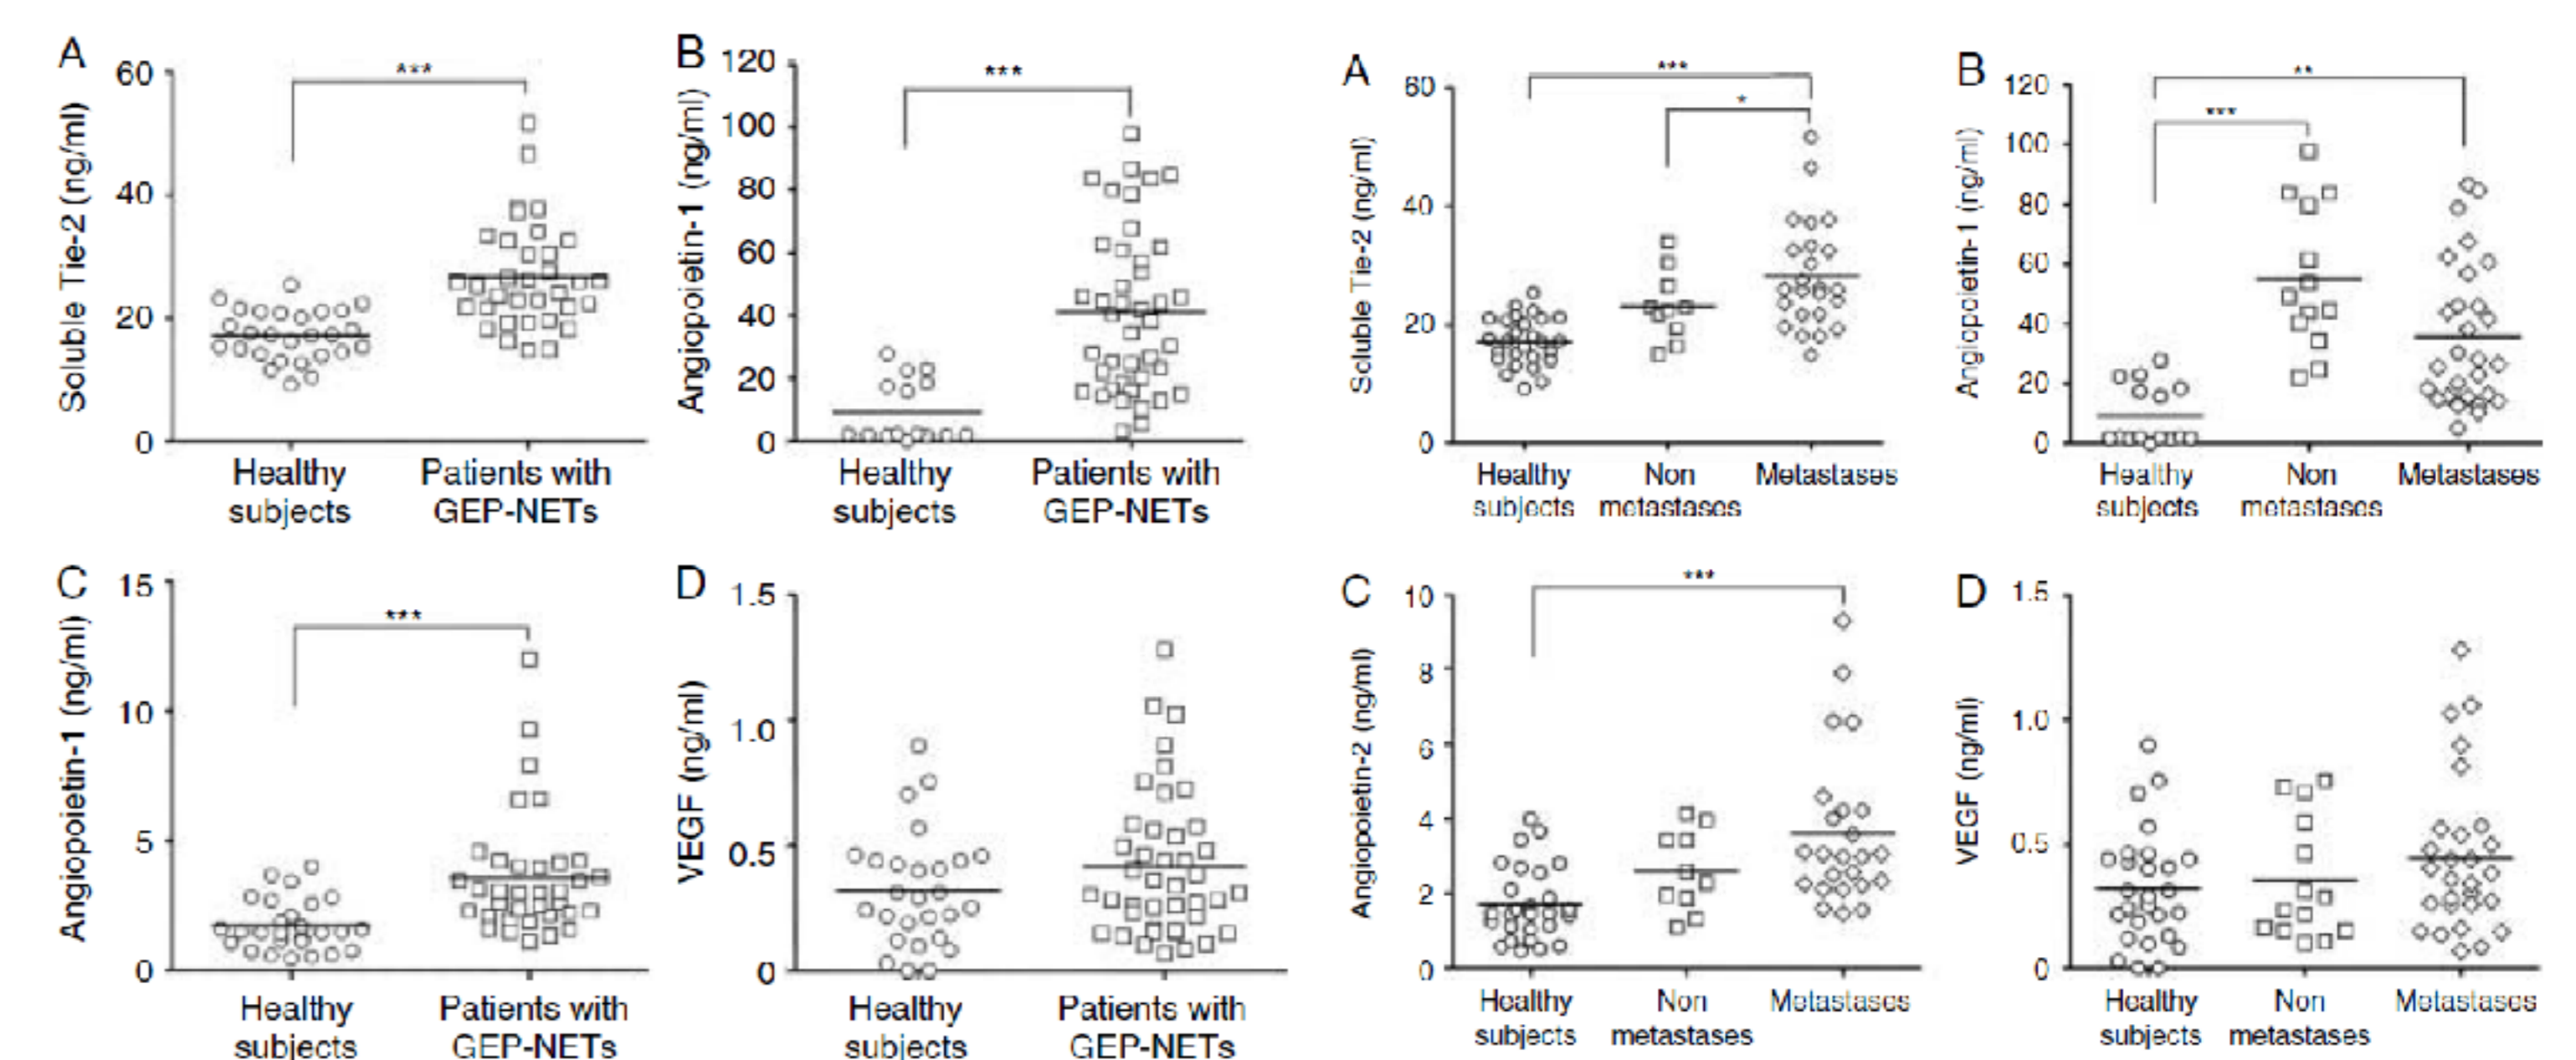 A
Soluble Tie-2 (ng/ml)
60
40
20
0
***
Healthy
subjects
Patients with
GEP-NETs
B
Angiopoietin-1 (ng/ml)
120
100
80
60
40
20
0
***
Healthy
subjects
Patients with
GEP-NETs
C
Angiopoietin-1 (ng/ml)
15
10
5
0
***
Healthy
subjects
Patients with
GEP-NETs
D
VEGF (ng/ml)
1.5
1.0
0.5
0
Healthy
subjects
Patients with
GEP-NETs
A
Soluble Tie-2 (ng/ml)
60
40
20
0
***
*
Healthy
subjects
Non
metastases
Metastases
B
Angiopoietin-1 (ng/ml)
120
100
80
60
40
20
0
**
***
Healthy
subjects
Non
metastases
Metastases
C
Angiopoietin-2 (ng/ml)
10
8
6
4
2
0
***
Healthy
subjects
Non
metastases
Metastases
D
VEGF (ng/ml)
1.5
1.0
0.5
0
Healthy
subjects
Non
metastases
Metastases